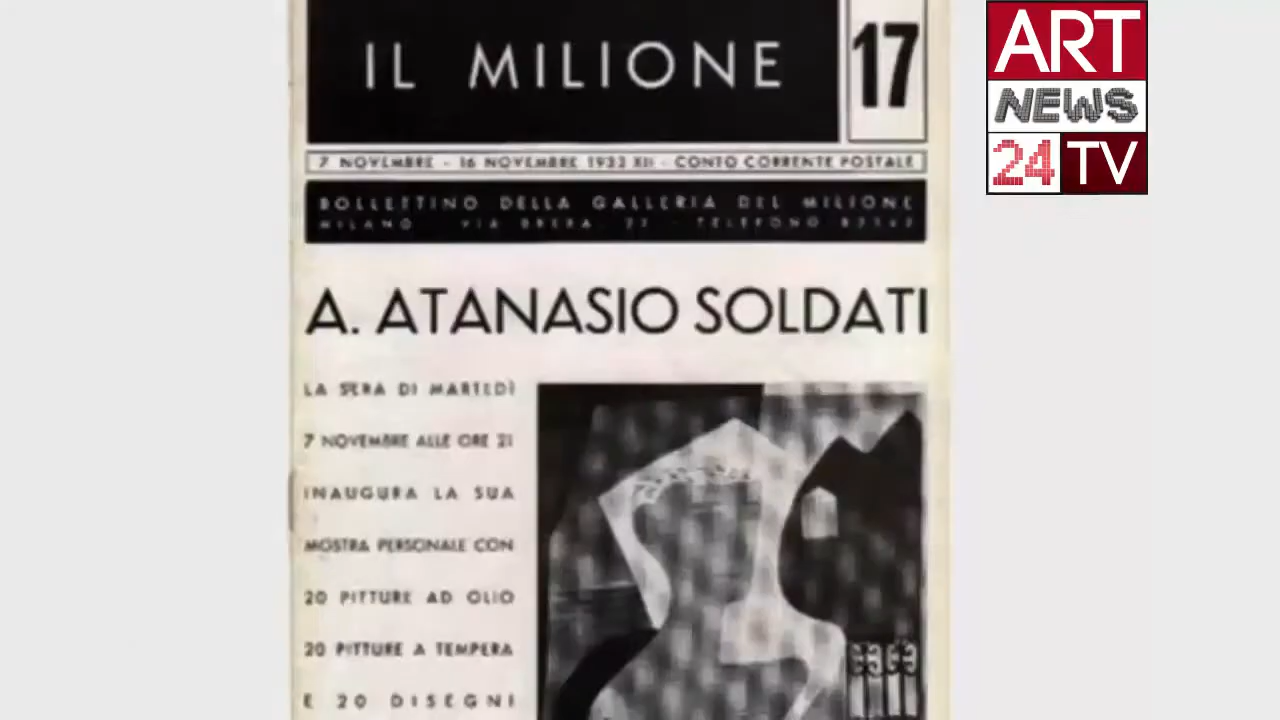 IL MILIONE
17
7 NOVEMBRE - 16 NOVEMBRE 1933 XII - CONTO CORRENTE POSTALE
BOLLETTINO DELLA GALLERIA DEL MILIONE
MILANO VIA BRERA - TELEFONO
A. ATANASIO SOLDATI
LA SERA DI MARTEDÌ
7 NOVEMBRE ALLE ORE 21
INAUGURA LA SUA
MOSTRA PERSONALE CON
20 PITTURE AD OLIO
20 PITTURE A TEMPERA
E 20 DISEGNI
ART
NEWS
24 TV